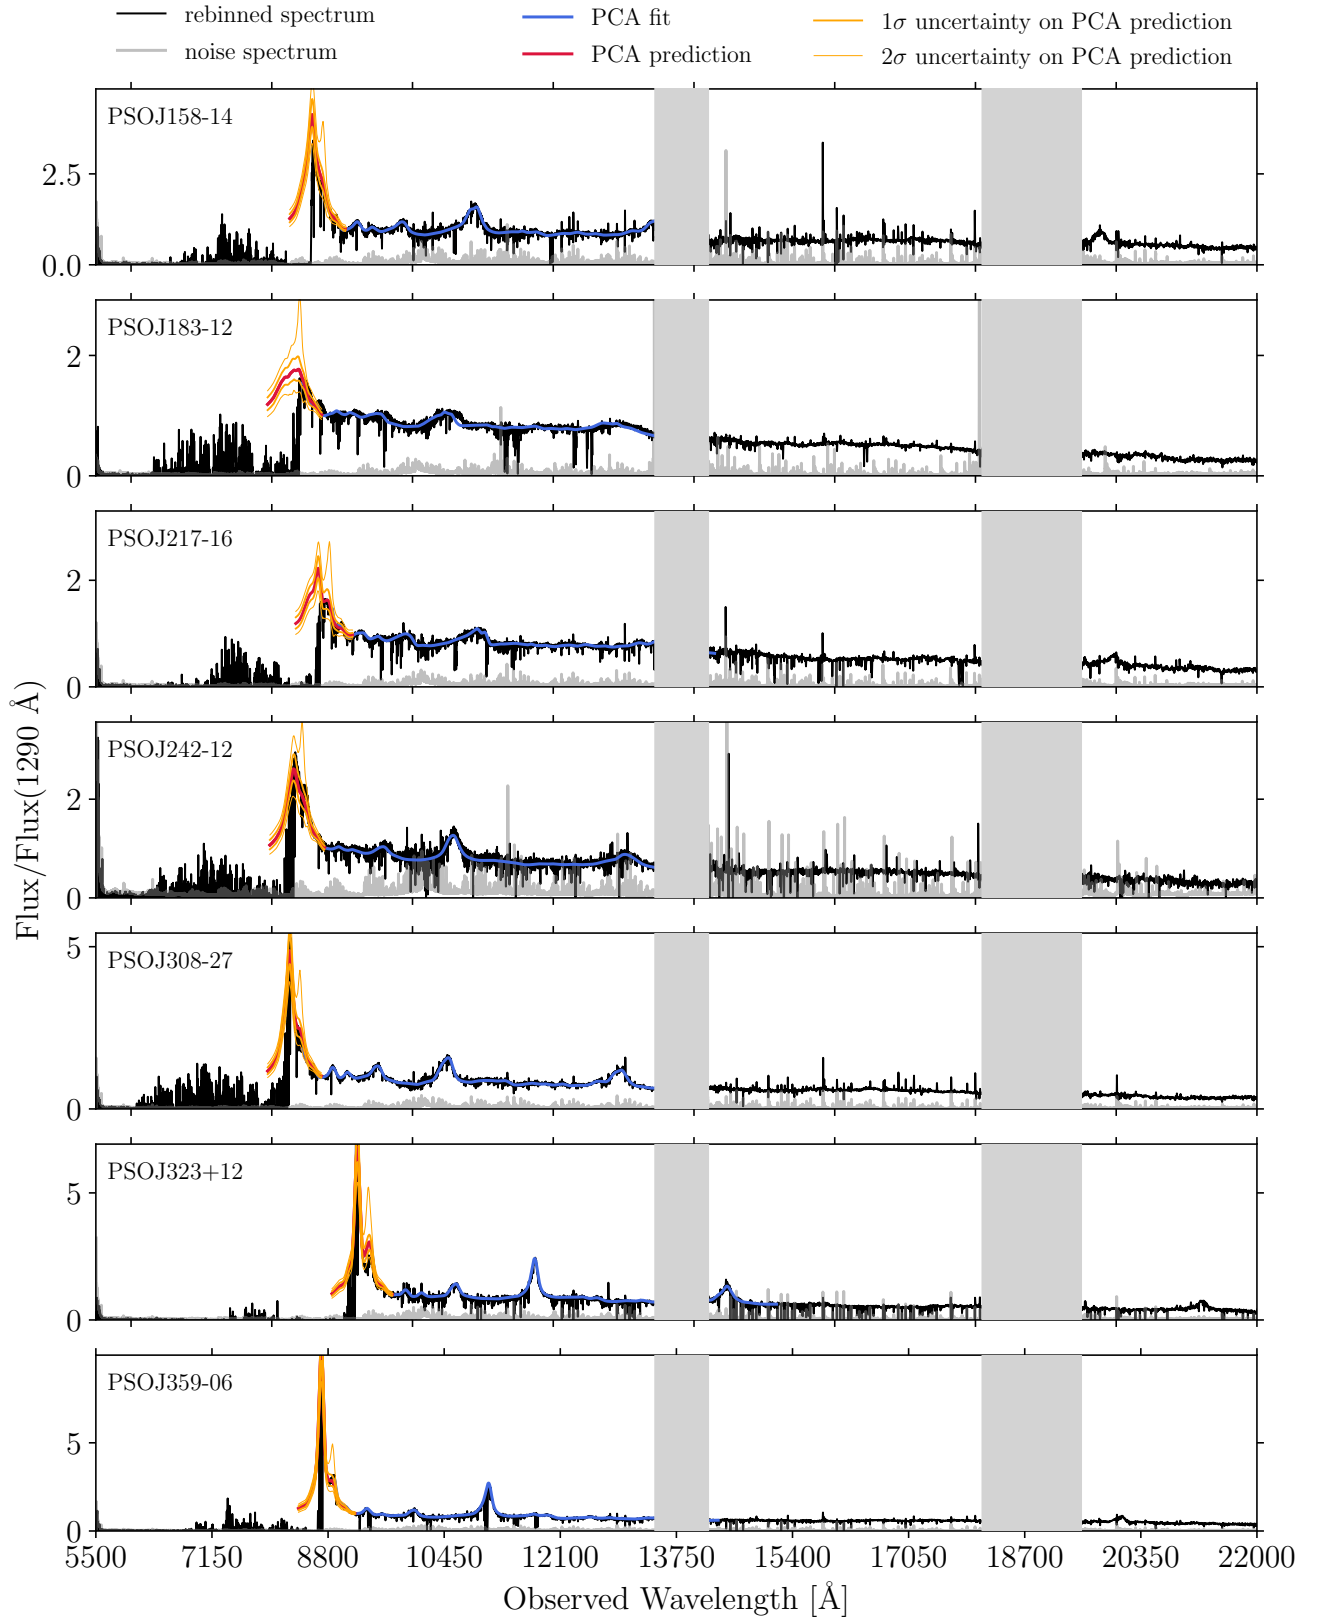 rebinned spectrum
noise spectrum
PCA fit
PCA prediction
1σ uncertainty on PCA prediction
2σ uncertainty on PCA prediction
Flux/Flux(1290 Å)
PSOJ158-14
2.5
0.0
PSOJ183-12
2
0
PSOJ217-16
2
0
PSOJ242-12
2
0
PSOJ308-27
5
0
PSOJ323+12
5
0
PSOJ359-06
5
0
5500 7150 8800 10450 12100 13750 15400 17050 18700 20350 22000
Observed Wavelength [Å]